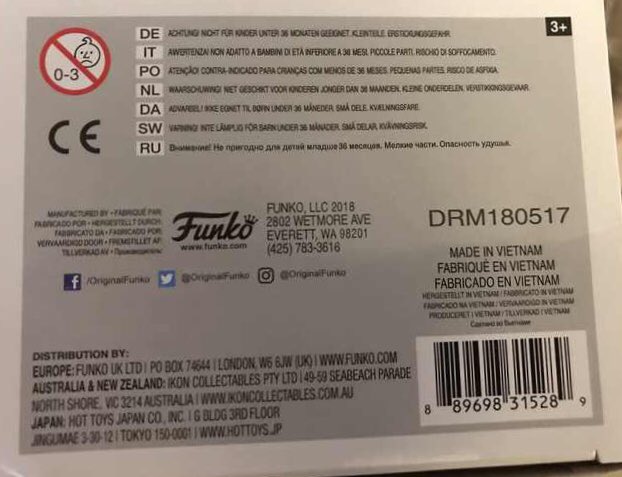 3+
0-3
DE ACHTUNG! NICHT FÜR KINDER UNTER 36 MONATEN GEEIGNET. KLEINTEILE. ERSTICKUNGSGEFAHR.
IT AVVERTENZA! NON ADATTO A BAMBINI DI ETÀ INFERIORE A 36 MESI. PICCOLE PARTI. RISCHIO DI SOFFOCAMENTO.
PO ATENÇÃO! CONTRA-INDICADO PARA CRIANÇAS COM MENOS DE 36 MESES. PEQUENAS PARTES. RISCO DE ASFIXIA.
NL WAARSCHUWING! NIET GESCHIKT VOOR KINDEREN JONGER DAN 36 MAANDEN. KLEINE ONDERDELEN. VERSTIKKINGSGEVAAR.
DA ADVARSEL! IKKE EGNET TIL BØRN UNDER 36 MÅNEDER. SMÅ DELE. KVÆLNINGSFARE.
SW VARNING! INTE LÄMPLIG FÖR BARN UNDER 36 MÅNADER. SMÅ DELAR. KVÄVNINGSRISK.
RU Внимание! Не пригодно для детей младше 36 месяцев. Мелкие части. Опасность удушья.
CE
MANUFACTURED BY • FABRIQUÉ PAR
FABRICADO POR • HERGESTELLT DURCH
FABBRICATO DA • FABRICADO POR
VERVAARDIGD DOOR • FREMSTILLET AF
TILLVERKAD AV • Производитель:
Funko
www.funko.com
FUNKO, LLC 2018
2802 WETMORE AVE
EVERETT, WA 98201
(425) 783-3616
DRM180517
f /OriginalFunko @OriginalFunko @OriginalFunko
MADE IN VIETNAM
FABRIQUÉ EN VIETNAM
FABRICADO EN VIETNAM
HERGESTELLT IN VIETNAM / FABBRICATO IN VIETNAM
FABRICADO NA VIETNAM / VERVAARDIGD IN VIETNAM
PRODUCERET I VIETNAM / TILLVERKAD I VIETNAM
Сделано во Вьетнаме
DISTRIBUTION BY:
EUROPE: FUNKO UK LTD | PO BOX 74644 | LONDON, W6 6JW (UK) | WWW.FUNKO.COM
AUSTRALIA & NEW ZEALAND: IKON COLLECTABLES PTY LTD | 49-59 SEABEACH PARADE
NORTH SHORE, VIC 3214 AUSTRALIA | WWW.IKONCOLLECTABLES.COM
JAPAN: HOT TOYS JAPAN CO., INC. | G BLDG 3RD FLOOR
JINGUMAE 3-30-12 | TOKYO 150-0001 | WWW.HOTTOYS.JP
8 89698 31528 9